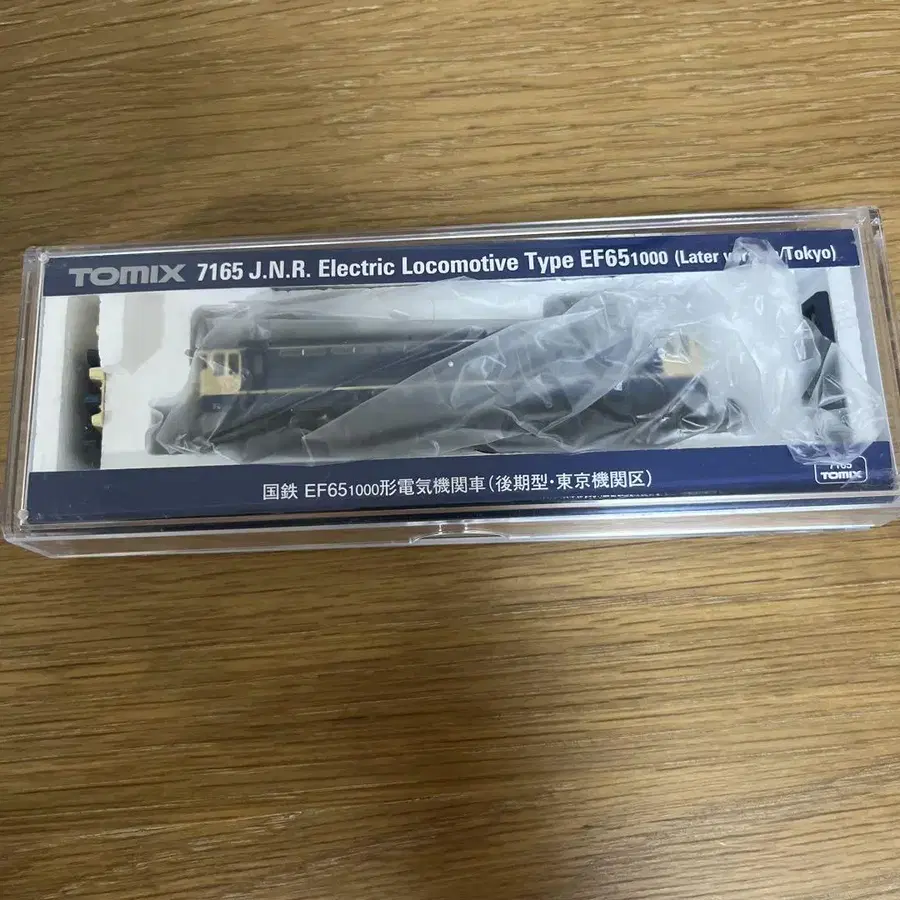 TOMIX 7165 J.N.R. Electric Locomotive Type EF651000 (Later /Tokyo)
国鉄 EF651000形電気機関車(後期型・東京機関区)
7165
TOMIX